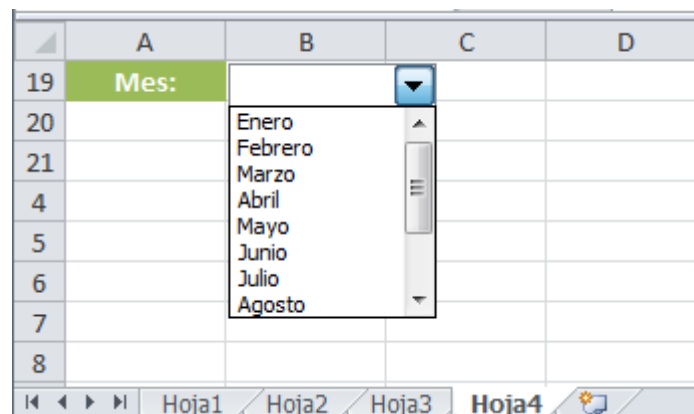 A B C D
19 Mes:
20 Enero
Febrero
21 Marzo
4 Abril
5 Mayo
Junio
6 Julio
Agosto
7
8
Hoja1 Hoja2 Hoja3 Hoja4